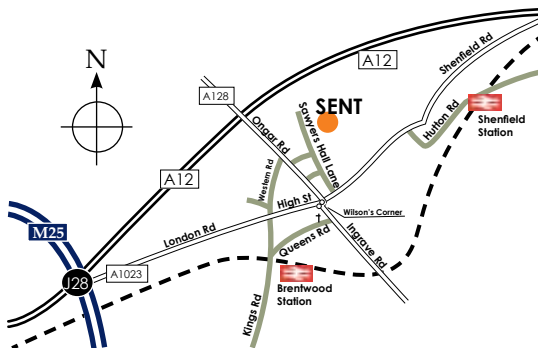 A12
Shenfield Rd
N
A128
SENT
Hutton Rd
Shenfield
Station
Ongar Rd
Sawyers Hall Lane
A12
Western Rd
High St
Wilson's Corner
M25
London Rd
Queens Rd
Ingrave Rd
J28
A1023
Brentwood
Station
Kings Rd